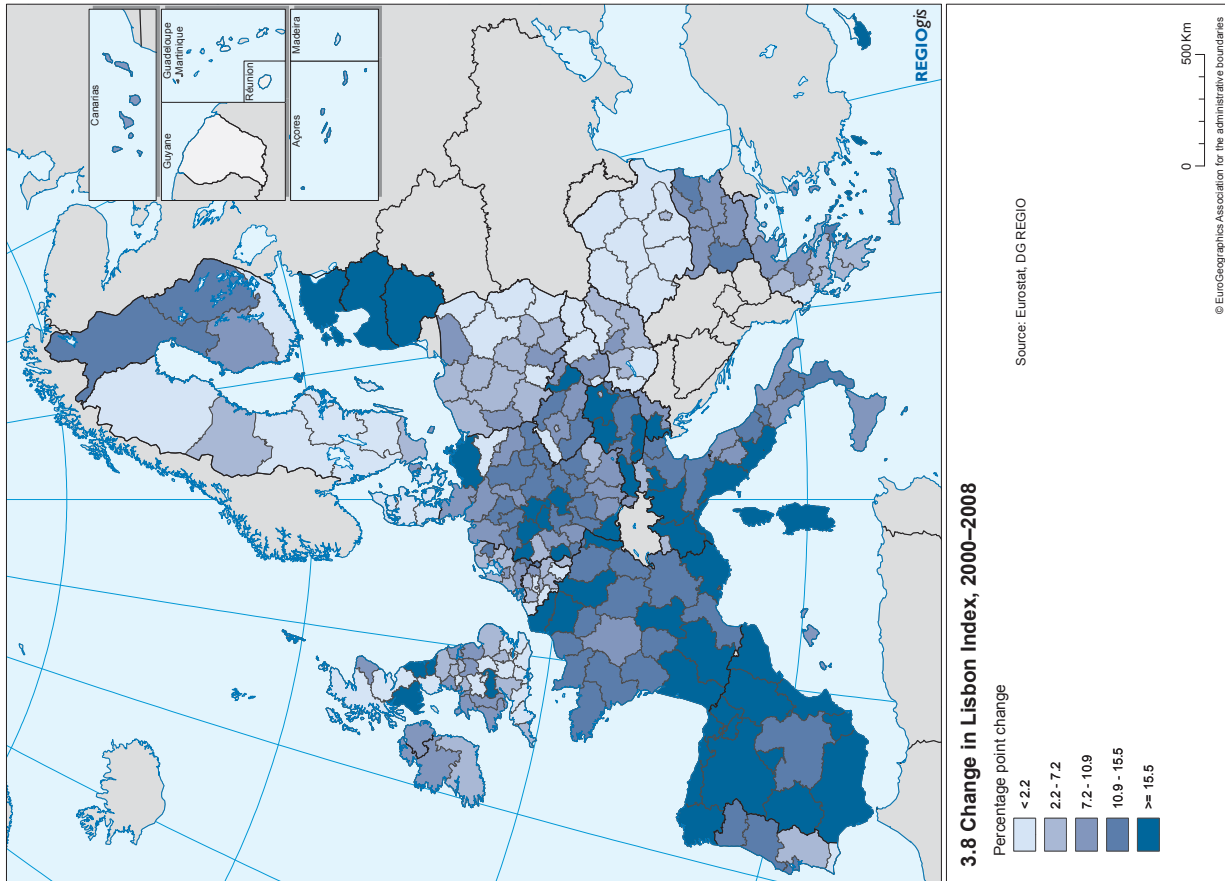 Canarias
Guyane
Guadeloupe
Martinique
Réunion
Açores
Madeira
REGIOgis
3.8 Change in Lisbon Index, 2000–2008
Percentage point change
< 2.2
2.2 - 7.2
7.2 - 10.9
10.9 - 15.5
>= 15.5
Source: Eurostat, DG REGIO
0 500 Km
© EuroGeographics Association for the administrative boundaries